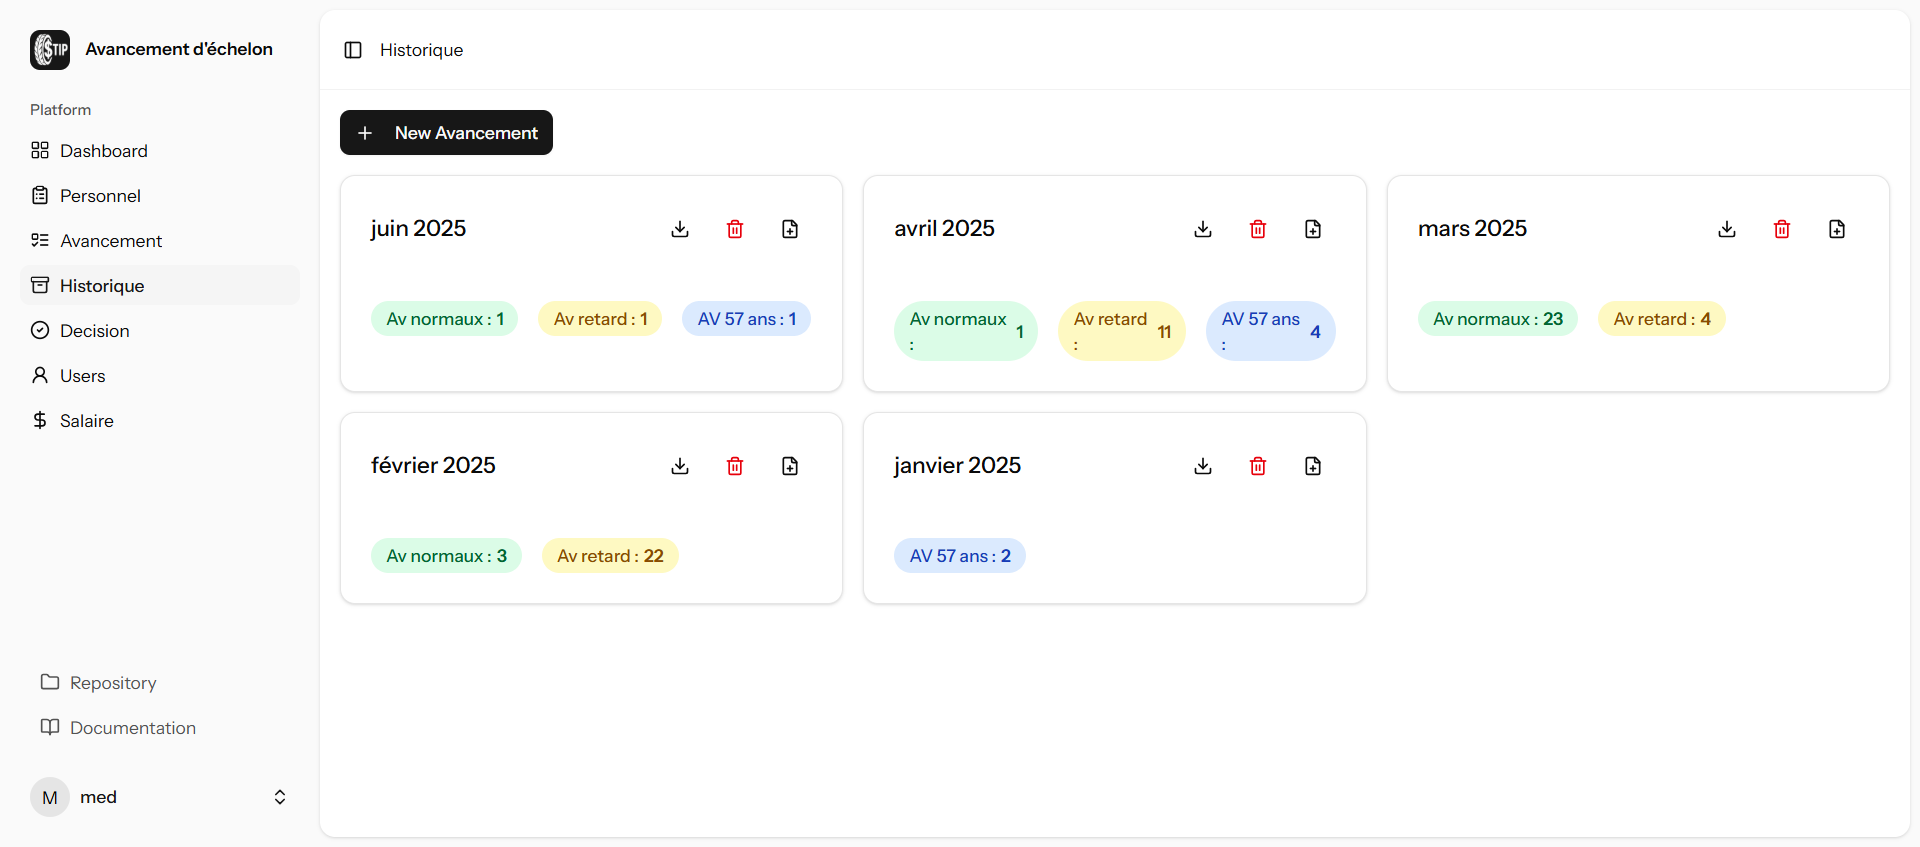 STIP
Avancement d'échelon
Platform
Dashboard
Personnel
Avancement
Historique
Decision
Users
Salaire
Repository
Documentation
M
med
Historique
New Avancement
juin 2025
Av normaux : 1
Av retard : 1
AV 57 ans : 1
avril 2025
Av normaux
:
1
Av retard
:
11
AV 57 ans
:
4
mars 2025
Av normaux : 23
Av retard : 4
février 2025
Av normaux : 3
Av retard : 22
janvier 2025
AV 57 ans : 2